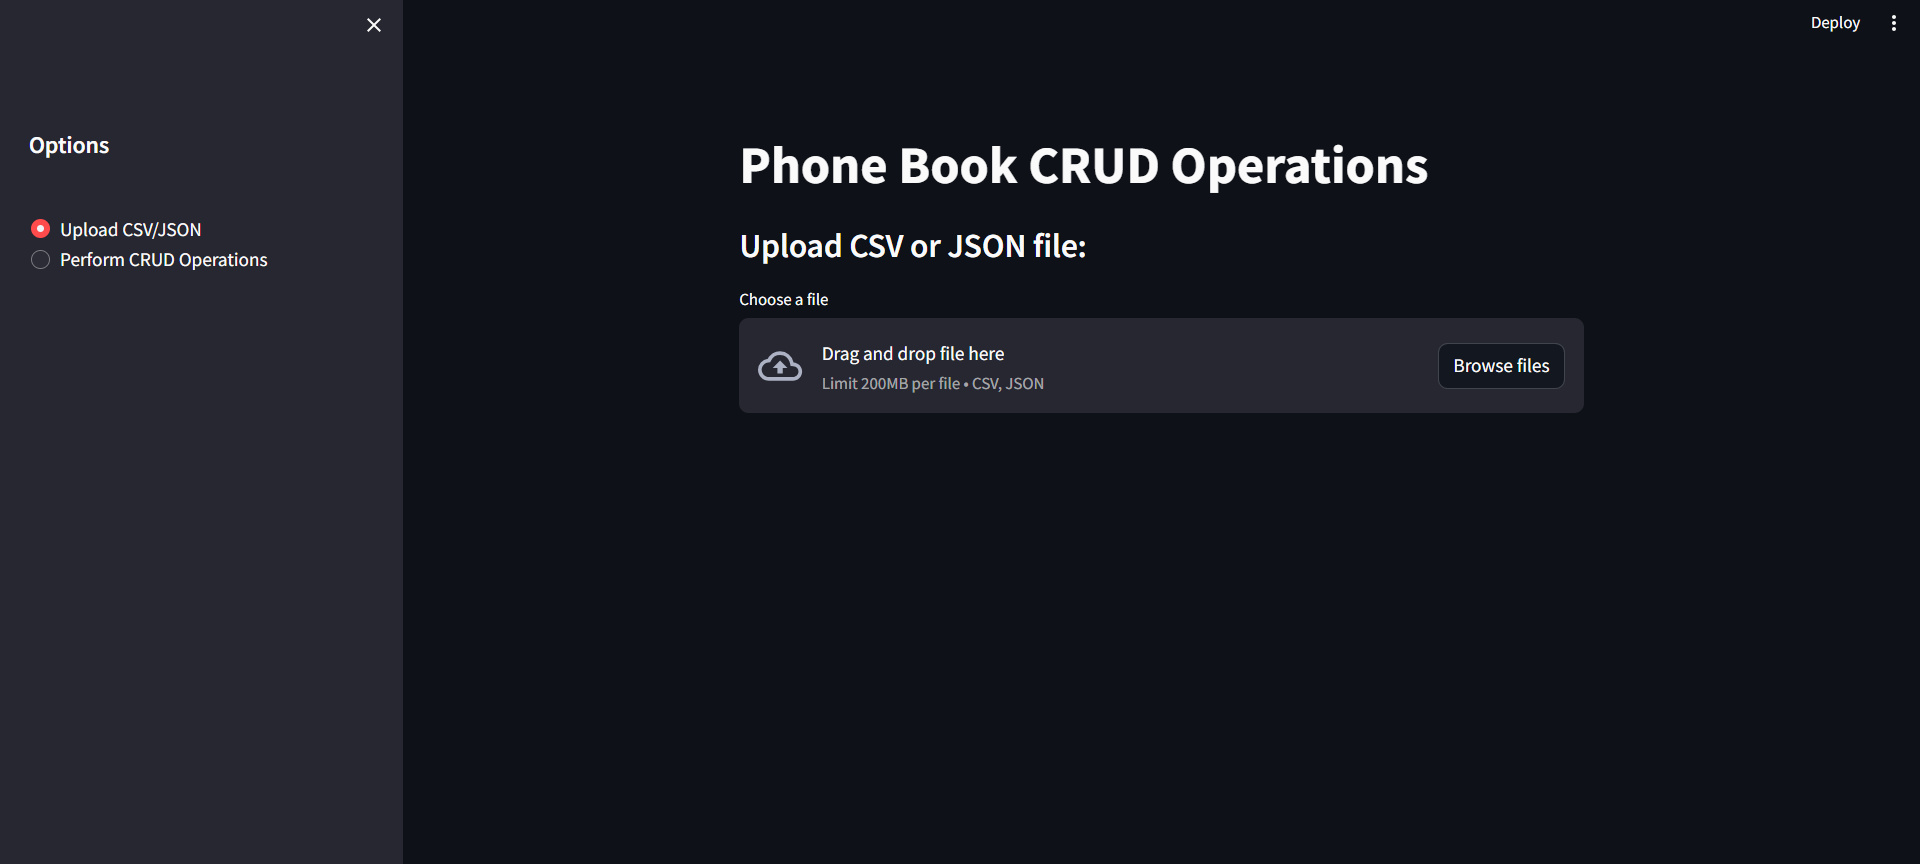 Deploy
Options
Upload CSV/JSON
Perform CRUD Operations
Phone Book CRUD Operations
Upload CSV or JSON file:
Choose a file
Drag and drop file here
Limit 200MB per file • CSV, JSON
Browse files